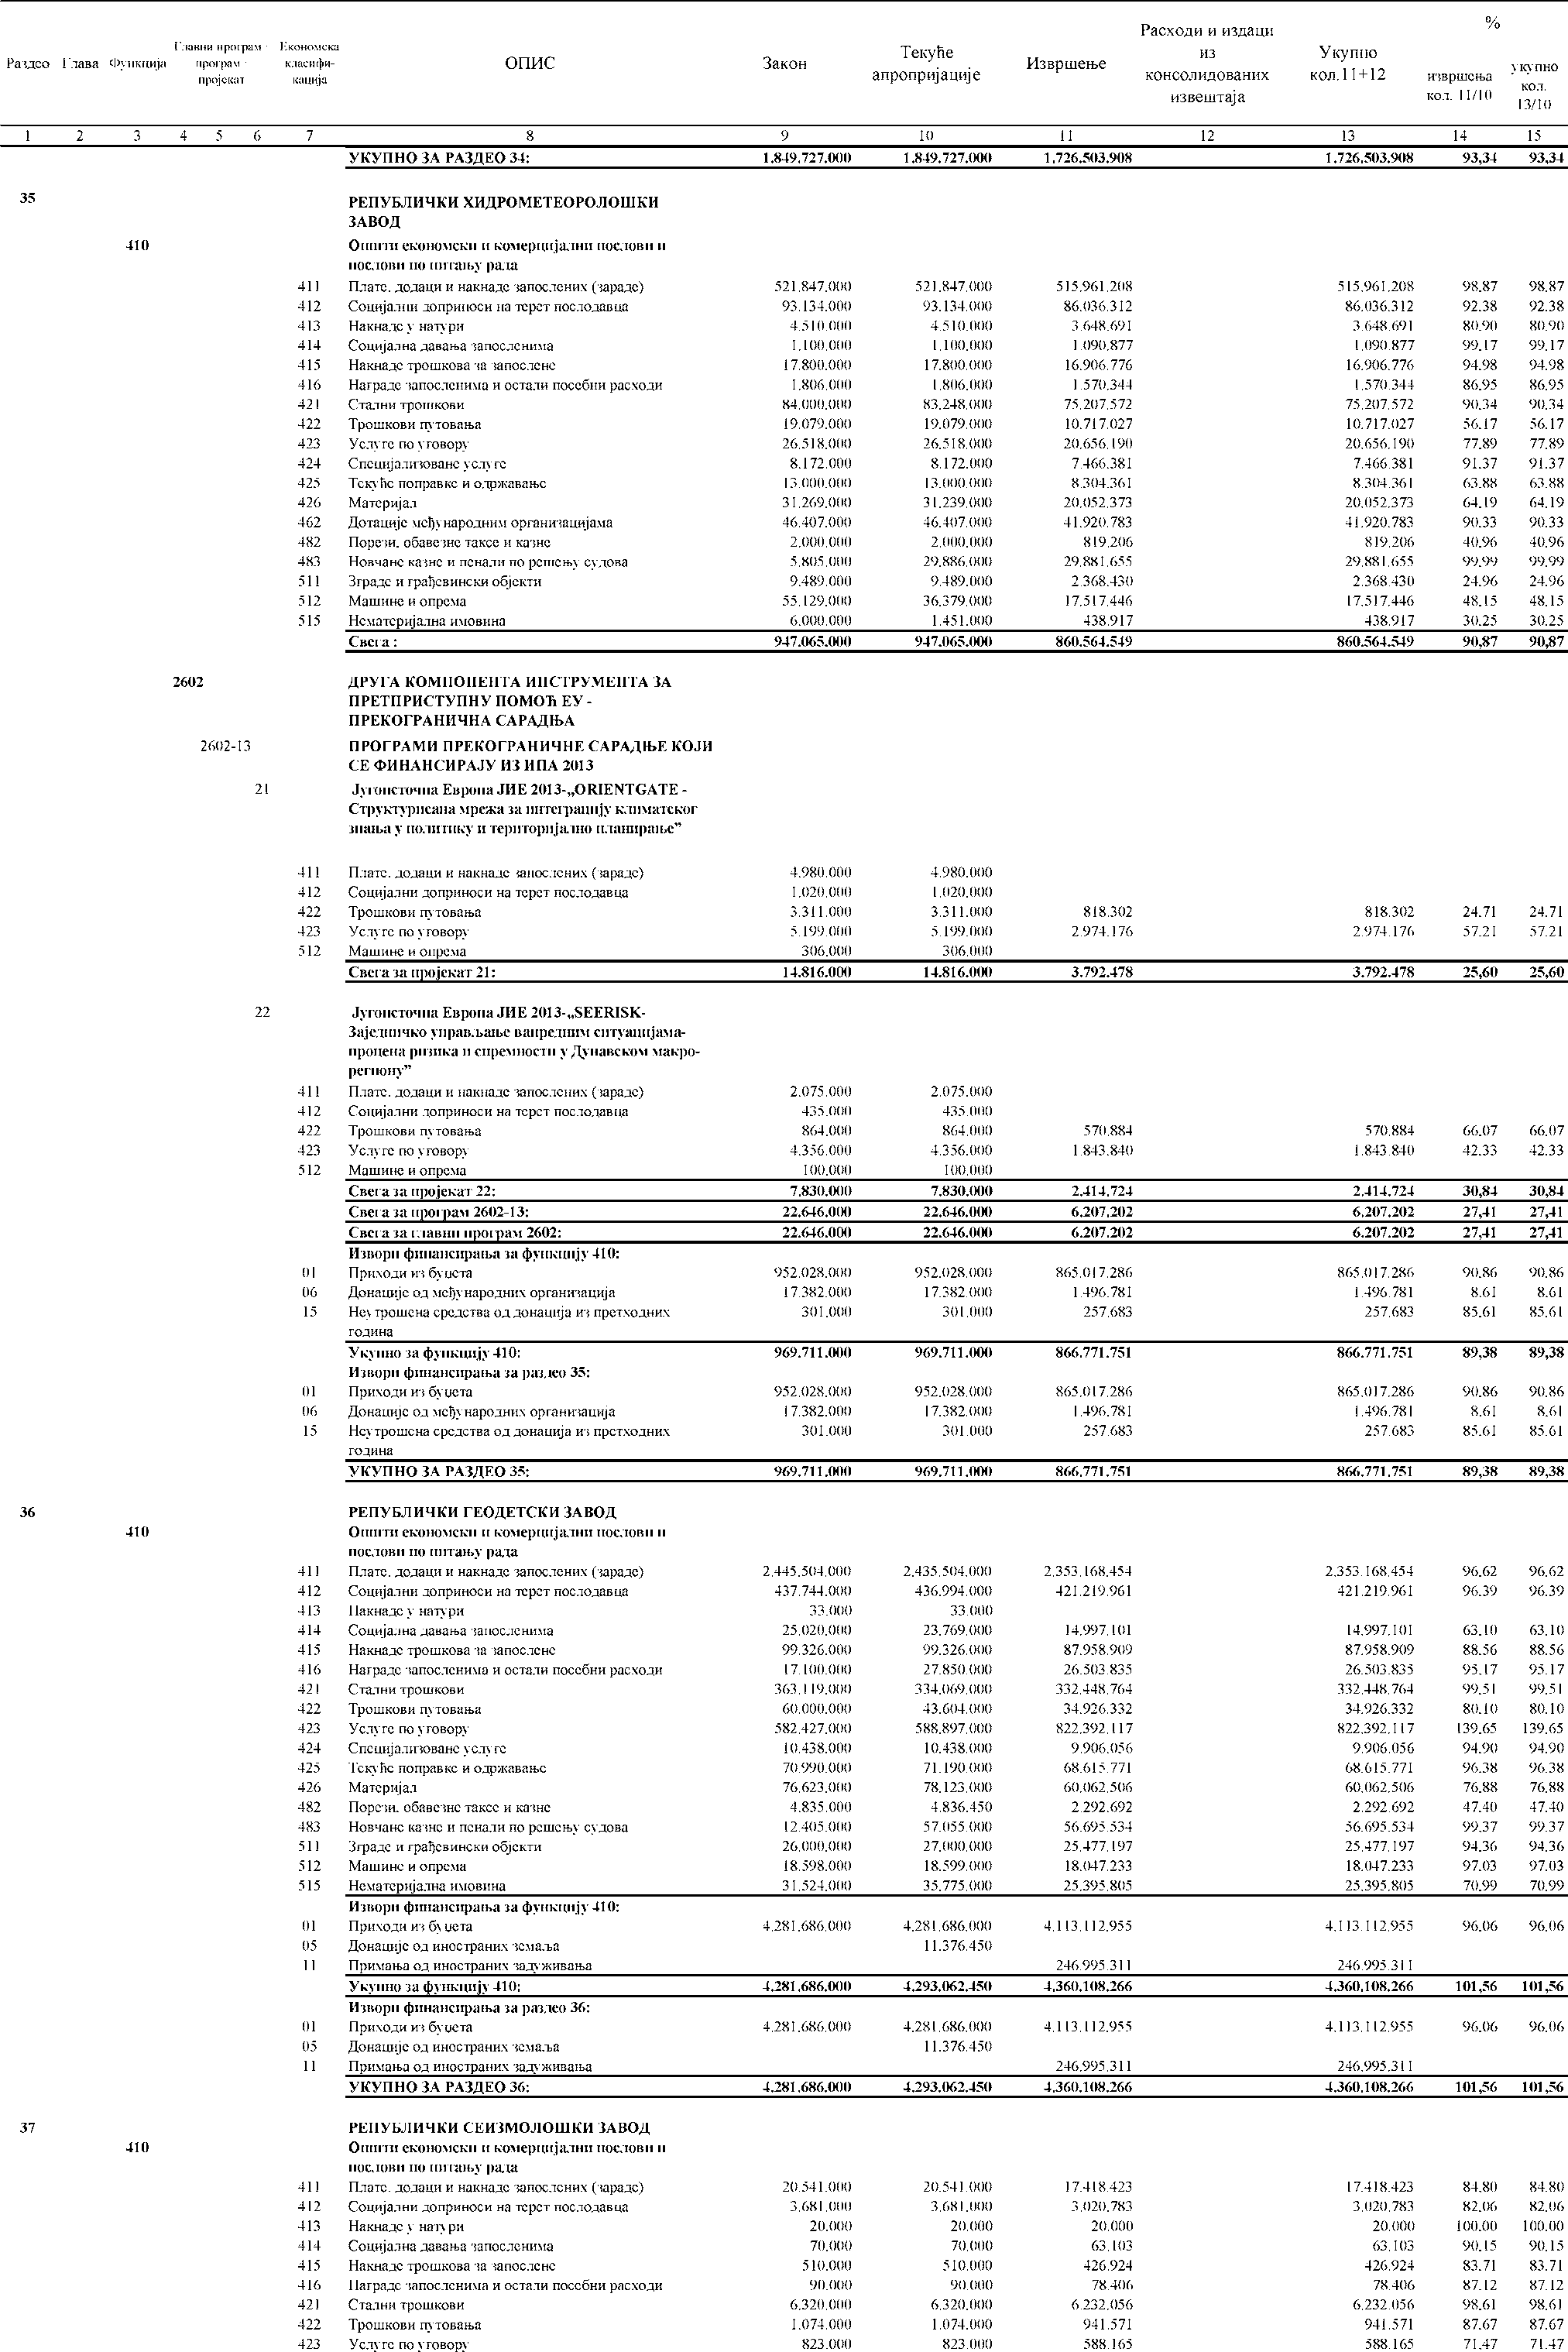 Раздео Глава Функција Главни програм - програм - пројекат Економска класифи- кација ОПИС Закон Текуће апропријације Извршење Расходи и издаци из консолидованих извештаја Укупно кол.11+12 % извршења кол. 11/10 укупно кол. 13/10
1 2 3 4 5 6 7 8 9 10 11 12 13 14 15
УКУПНО ЗА РАЗДЕО 34: 1.849.727.000 1.849.727.000 1.726.503.908 1.726.503.908 93,34 93,34
35 РЕПУБЛИЧКИ ХИДРОМЕТЕОРОЛОШКИ
ЗАВОД
410 Општи економски и комерцијални послови и
послови по питању рада
411 Плате, додаци и накнаде запослених (зараде) 521.847.000 521.847.000 515.961.208 515.961.208 98,87 98,87
412 Социјални доприноси на терет послодавца 93.134.000 93.134.000 86.036.312 86.036.312 92,38 92,38
413 Накнаде у натури 4.510.000 4.510.000 3.648.691 3.648.691 80,90 80,90
414 Социјална давања запосленима 1.100.000 1.100.000 1.090.877 1.090.877 99,17 99,17
415 Накнаде трошкова за запослене 17.800.000 17.800.000 16.906.776 16.906.776 94,98 94,98
416 Награде запосленима и остали посебни расходи 1.806.000 1.806.000 1.570.344 1.570.344 86,95 86,95
421 Стални трошкови 84.000.000 83.248.000 75.207.572 75.207.572 90,34 90,34
422 Трошкови путовања 19.079.000 19.079.000 10.717.027 10.717.027 56,17 56,17
423 Услуге по уговору 26.518.000 26.518.000 20.656.190 20.656.190 77,89 77,89
424 Специјализоване услуге 8.172.000 8.172.000 7.466.381 7.466.381 91,37 91,37
425 Текуће поправке и одржавање 13.000.000 13.000.000 8.304.361 8.304.361 63,88 63,88
426 Материјал 31.269.000 31.239.000 20.052.373 20.052.373 64,19 64,19
462 Дотације међународним организацијама 46.407.000 46.407.000 41.920.783 41.920.783 90,33 90,33
482 Порези, обавезне таксе и казне 2.000.000 2.000.000 819.206 819.206 40,96 40,96
483 Новчане казне и пенали по решењу судова 5.805.000 29.886.000 29.881.655 29.881.655 99,99 99,99
511 Зграде и грађевински објекти 9.489.000 9.489.000 2.368.430 2.368.430 24,96 24,96
512 Машине и опрема 55.129.000 36.379.000 17.517.446 17.517.446 48,15 48,15
515 Нематеријална имовина 6.000.000 1.451.000 438.917 438.917 30,25 30,25
Свега : 947.065.000 947.065.000 860.564.549 860.564.549 90,87 90,87
2602 ДРУГА КОМПОНЕНТА ИНСТРУМЕНТА ЗА
ПРЕТПРИСТУПНУ ПОМОЋ ЕУ -
ПРЕКОГРАНИЧНА САРАДЊА
2602-13 ПРОГРАМИ ПРЕКОГРАНИЧНЕ САРАДЊЕ КОЈИ
СЕ ФИНАНСИРАЈУ ИЗ ИПА 2013
21 Југоисточна Европа ЈИЕ 2013-„ORIENTGATE -
Структурисана мрежа за интеграцију климатског
знања у политику и територијално планирање”
411 Плате, додаци и накнаде запослених (зараде) 4.980.000 4.980.000
412 Социјални доприноси на терет послодавца 1.020.000 1.020.000
422 Трошкови путовања 3.311.000 3.311.000 818.302 818.302 24,71 24,71
423 Услуге по уговору 5.199.000 5.199.000 2.974.176 2.974.176 57,21 57,21
512 Машине и опрема 306.000 306.000
Свега за пројекат 21: 14.816.000 14.816.000 3.792.478 3.792.478 25,60 25,60
22 Југоисточна Европа ЈИЕ 2013-„SEERISK-
Заједничко управљање ванредним ситуацијама-
процена ризика и спремности у Дунавском макро-
региону”
411 Плате, додаци и накнаде запослених (зараде) 2.075.000 2.075.000
412 Социјални доприноси на терет послодавца 435.000 435.000
422 Трошкови путовања 864.000 864.000 570.884 570.884 66,07 66,07
423 Услуге по уговору 4.356.000 4.356.000 1.843.840 1.843.840 42,33 42,33
512 Машине и опрема 100.000 100.000
Свега за пројекат 22: 7.830.000 7.830.000 2.414.724 2.414.724 30,84 30,84
Свега за програм 2602-13: 22.646.000 22.646.000 6.207.202 6.207.202 27,41 27,41
Свега за главни програм 2602: 22.646.000 22.646.000 6.207.202 6.207.202 27,41 27,41
Извори финансирања за функцију 410:
01 Приходи из буџета 952.028.000 952.028.000 865.017.286 865.017.286 90,86 90,86
06 Донације од међународних организација 17.382.000 17.382.000 1.496.781 1.496.781 8,61 8,61
15 Неутрошена средства од донација из претходних 301.000 301.000 257.683 257.683 85,61 85,61
година
Укупно за функцију 410: 969.711.000 969.711.000 866.771.751 866.771.751 89,38 89,38
Извори финансирања за раздео 35:
01 Приходи из буџета 952.028.000 952.028.000 865.017.286 865.017.286 90,86 90,86
06 Донације од међународних организација 17.382.000 17.382.000 1.496.781 1.496.781 8,61 8,61
15 Неутрошена средства од донација из претходних 301.000 301.000 257.683 257.683 85,61 85,61
година
УКУПНО ЗА РАЗДЕО 35: 969.711.000 969.711.000 866.771.751 866.771.751 89,38 89,38
36 РЕПУБЛИЧКИ ГЕОДЕТСКИ ЗАВОД
410 Општи економски и комерцијални послови и
послови по питању рада
411 Плате, додаци и накнаде запослених (зараде) 2.445.504.000 2.435.504.000 2.353.168.454 2.353.168.454 96,62 96,62
412 Социјални доприноси на терет послодавца 437.744.000 436.994.000 421.219.961 421.219.961 96,39 96,39
413 Накнаде у натури 33.000 33.000
414 Социјална давања запосленима 25.020.000 23.769.000 14.997.101 14.997.101 63,10 63,10
415 Накнаде трошкова за запослене 99.326.000 99.326.000 87.958.909 87.958.909 88,56 88,56
416 Награде запосленима и остали посебни расходи 17.100.000 27.850.000 26.503.835 26.503.835 95,17 95,17
421 Стални трошкови 363.119.000 334.069.000 332.448.764 332.448.764 99,51 99,51
422 Трошкови путовања 60.000.000 43.604.000 34.926.332 34.926.332 80,10 80,10
423 Услуге по уговору 582.427.000 588.897.000 822.392.117 822.392.117 139,65 139,65
424 Специјализоване услуге 10.438.000 10.438.000 9.906.056 9.906.056 94,90 94,90
425 Текуће поправке и одржавање 70.990.000 71.190.000 68.615.771 68.615.771 96,38 96,38
426 Материјал 76.623.000 78.123.000 60.062.506 60.062.506 76,88 76,88
482 Порези, обавезне таксе и казне 4.835.000 4.836.450 2.292.692 2.292.692 47,40 47,40
483 Новчане казне и пенали по решењу судова 12.405.000 57.055.000 56.695.534 56.695.534 99,37 99,37
511 Зграде и грађевински објекти 26.000.000 27.000.000 25.477.197 25.477.197 94,36 94,36
512 Машине и опрема 18.598.000 18.599.000 18.047.233 18.047.233 97,03 97,03
515 Нематеријална имовина 31.524.000 35.775.000 25.395.805 25.395.805 70,99 70,99
Извори финансирања за функцију 410:
01 Приходи из буџета 4.281.686.000 4.281.686.000 4.113.112.955 4.113.112.955 96,06 96,06
05 Донације од иностраних земаља 11.376.450
11 Примања од иностраних задуживања 246.995.311 246.995.311
Укупно за функцију 410: 4.281.686.000 4.293.062.450 4.360.108.266 4.360.108.266 101,56 101,56
Извори финансирања за раздео 36:
01 Приходи из буџета 4.281.686.000 4.281.686.000 4.113.112.955 4.113.112.955 96,06 96,06
05 Донације од иностраних земаља 11.376.450
11 Примања од иностраних задуживања 246.995.311 246.995.311
УКУПНО ЗА РАЗДЕО 36: 4.281.686.000 4.293.062.450 4.360.108.266 4.360.108.266 101,56 101,56
37 РЕПУБЛИЧКИ СЕИЗМОЛОШКИ ЗАВОД
410 Општи економски и комерцијални послови и
послови по питању рада
411 Плате, додаци и накнаде запослених (зараде) 20.541.000 20.541.000 17.418.423 17.418.423 84,80 84,80
412 Социјални доприноси на терет послодавца 3.681.000 3.681.000 3.020.783 3.020.783 82,06 82,06
413 Накнаде у натури 20.000 20.000 20.000 20.000 100,00 100,00
414 Социјална давања запосленима 70.000 70.000 63.103 63.103 90,15 90,15
415 Накнаде трошкова за запослене 510.000 510.000 426.924 426.924 83,71 83,71
416 Награде запосленима и остали посебни расходи 90.000 90.000 78.406 78.406 87,12 87,12
421 Стални трошкови 6.320.000 6.320.000 6.232.056 6.232.056 98,61 98,61
422 Трошкови путовања 1.074.000 1.074.000 941.571 941.571 87,67 87,67
423 Услуге по уговору 823.000 823.000 588.165 588.165 71,47 71,47